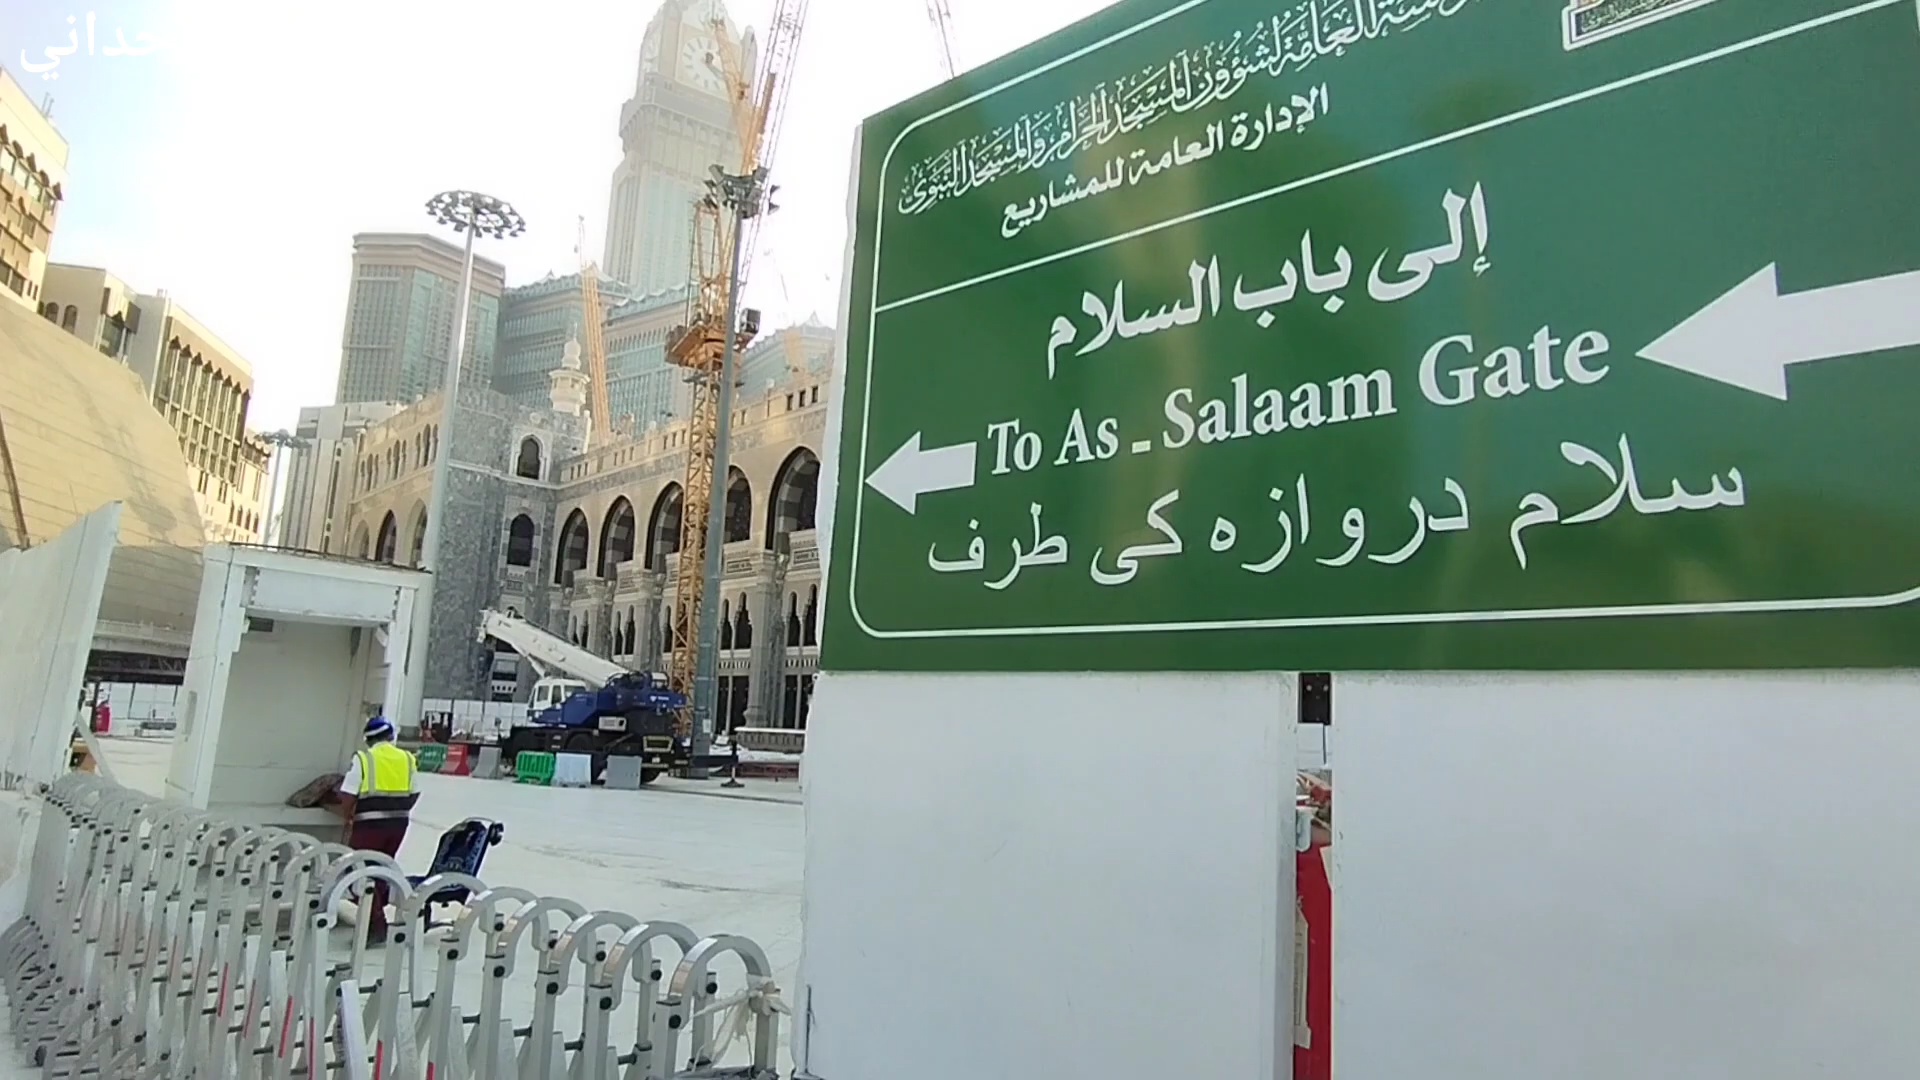 حداني
العامة لشؤون المسجد الحرام والمسجد النبوي
الإدارة العامة للمشاريع
إلى باب السلام
To As - Salaam Gate
سلام دروازه کی طرف